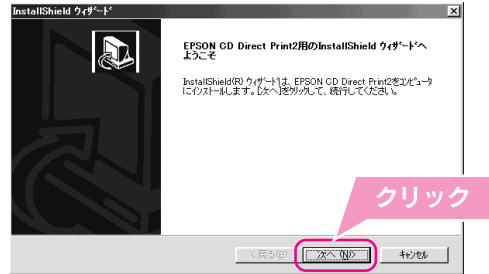 InstallShield ウィザード
EPSON CD Direct Print2用のInstallShield ウィザードへ
ようこそ
InstallShield(R) ウィザードは、EPSON CD Direct Print2をコンピュータ
にインストールします。[次へ]をクリックして、続行してください。
クリック
< 戻る(B)
次へ (N)>
キャンセル